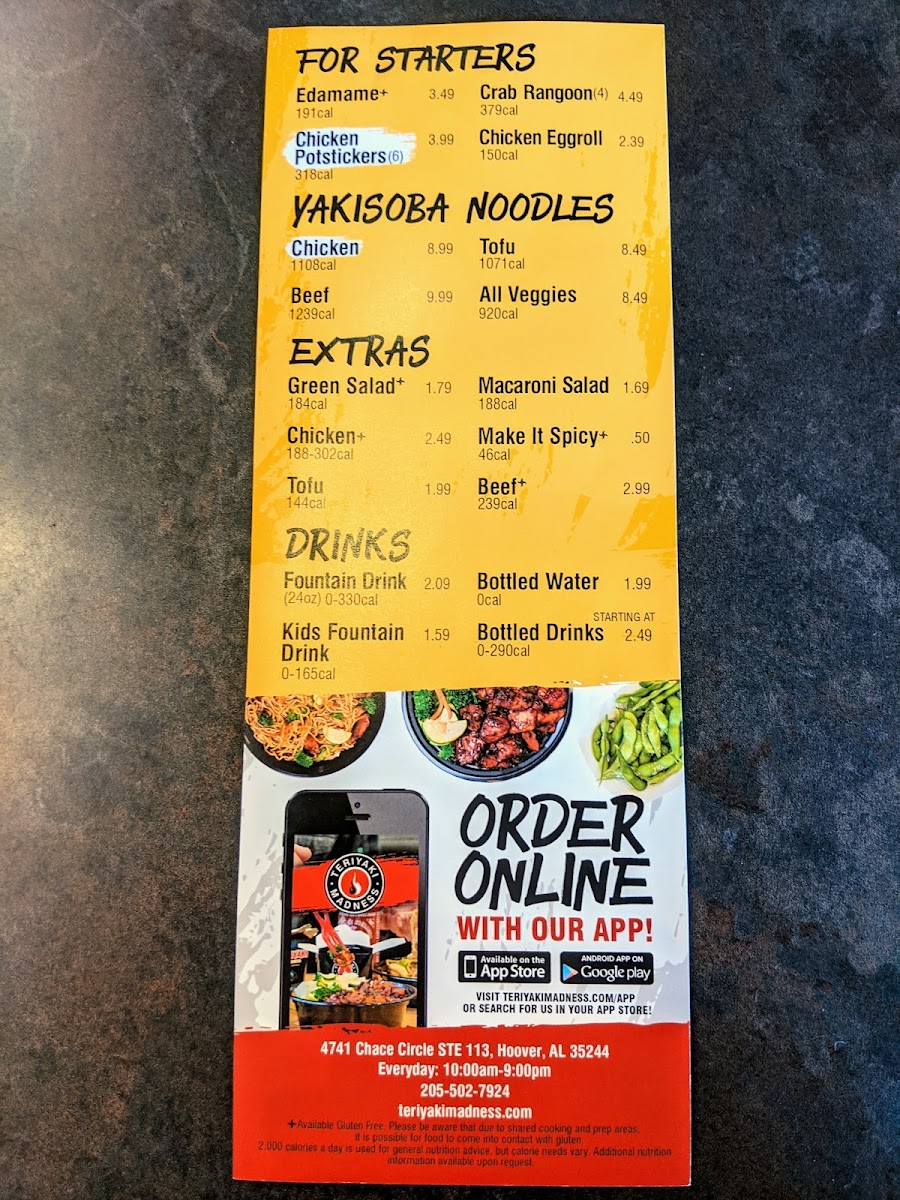 FOR STARTERS
Edamame+ 3.49
191cal
Crab Rangoon(4) 4.49
379cal
Chicken
Potstickers(6) 3.99
318cal
Chicken Eggroll 2.39
150cal
YAKISOBA NOODLES
Chicken 8.99
1108cal
Tofu 8.49
1071cal
Beef 9.99
1239cal
All Veggies 8.49
920cal
EXTRAS
Green Salad+ 1.79
184cal
Macaroni Salad 1.69
188cal
Chicken+ 2.49
188-302cal
Make It Spicy+ .50
46cal
Tofu 1.99
144cal
Beef+ 2.99
239cal
DRINKS
Fountain Drink 2.09
(24oz) 0-330cal
Bottled Water 1.99
0cal
Kids Fountain 1.59
Drink
0-165cal
STARTING AT
Bottled Drinks 2.49
0-290cal
TERIYAKI
MADNESS
ORDER
ONLINE
WITH OUR APP!
Available on the
App Store
ANDROID APP ON
Google play
VISIT TERIYAKIMADNESS.COM/APP
OR SEARCH FOR US IN YOUR APP STORE!
4741 Chace Circle STE 113, Hoover, AL 35244
Everyday: 10:00am-9:00pm
205-502-7924
teriyakimadness.com
+Available Gluten Free. Please be aware that due to shared cooking and prep areas,
it is possible for food to come into contact with gluten.
2,000 calories a day is used for general nutrition advice, but calorie needs vary. Additional nutrition
information available upon request.